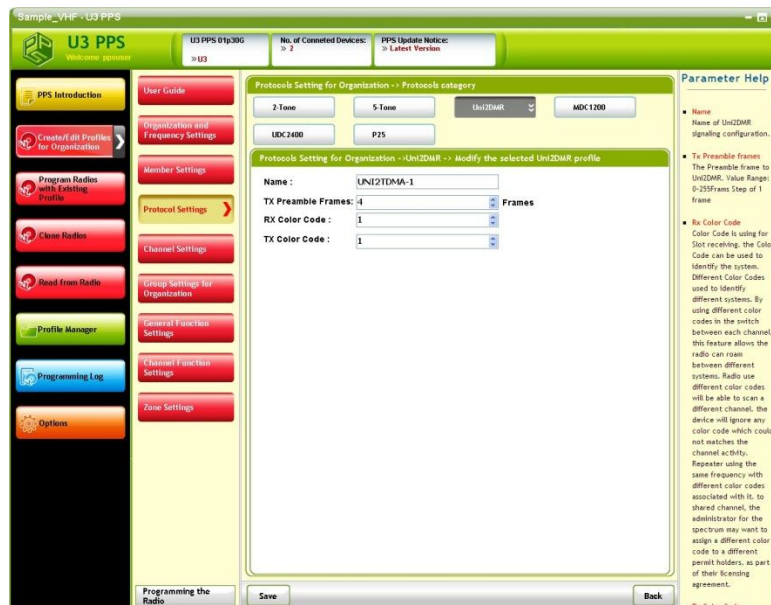 Sample_VHF - U3 PPS
U3 PPS
Welcome ppsuser
U3 PPS 01p30G
>> U3
No. of Conneted Devices:
>> 2
PPS Update Notice:
>> Latest Version
PPS Introduction
Create/Edit Profiles
for Organization
Program Radios
with Existing
Profile
Clone Radios
Read from Radio
Profile Manager
Programming Log
Options
User Guide
Organization and
Frequency Settings
Member Settings
Protocol Settings
Channel Settings
Group Settings for
Organization
General Function
Settings
Channel Function
Settings
Zone Settings
Programming the
Radio
Protocols Setting for Organization -> Protocols category
2-Tone
5-Tone
Uni2DMR
MDC1200
UDC2400
P25
Protocols Setting for Organization ->Uni2DMR -> Modify the selected Uni2DMR profile
Name :
UNI2TDMA-1
TX Preamble Frames:
4
Frames
RX Color Code :
1
TX Color Code :
1
Save
Back
Parameter Help
Name
Name of Uni2DMR
signaling configuration.
Tx Preamble frames
The Preamble frame to
Uni2DMR. Value Range:
0-255Frams Step of 1
frame
Rx Color Code
Color Code is using for
Slot receiving. the Colo
Code can be used to
identify the system.
Different Color Codes
used to identify
different systems. By
using different color
codes in the switch
between each channel,
this feature allows the
radio can roam
between different
systems. Radio use
different color codes
will be able to scan a
different channel. the
device will ignore any
color code which could
not matches the
channel activity.
Repeater using the
same frequency with
different color codes
associated with it. to
shared channel, the
administrator for the
spectrum may want to
assign a different color
code to a different
permit holders, as part
of their licensing
agreement.